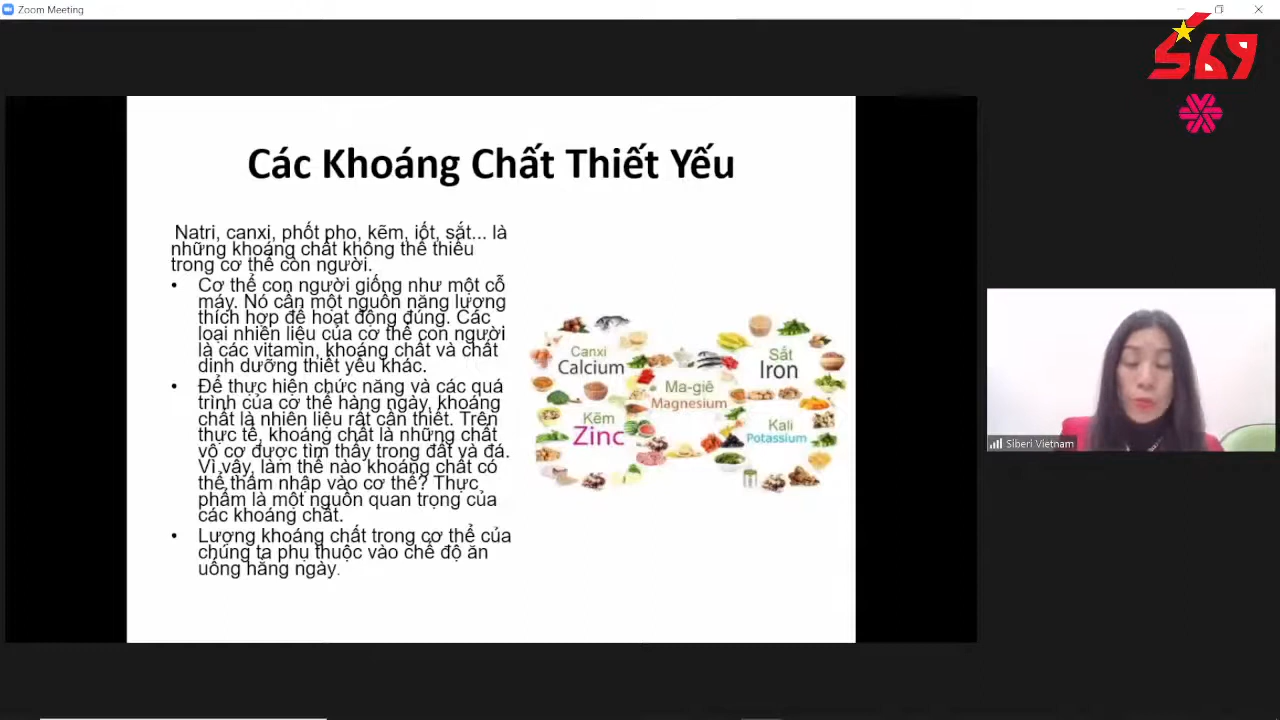 Zoom Meeting
S69
Các Khoáng Chất Thiết Yếu
Natri, canxi, phốt pho, kẽm, iốt, sắt... là
những khoáng chất không thể thiếu
trong cơ thể còn người.
• Cơ thể con người giống như một cỗ
máy. Nó cần một nguồn năng lượng
thích hợp để hoạt động đúng. Các
loại nhiên liệu của cơ thể con người
là các vitamin, khoáng chất và chất
dinh dưỡng thiết yếu khác.
• Để thực hiện chức năng và các quá
trình của cơ thể hàng ngày, khoáng
chất là nhiên liệu rất cần thiết. Trên
thực tế, khoáng chất là những chất
vô cơ được tìm thấy trong đất và đá.
Vì vậy, làm thế nào khoáng chất có
thể thâm nhập vào cơ thể? Thực
phẩm là một nguồn quan trọng của
các khoáng chất.
• Lượng khoáng chất trong cơ thể của
chúng ta phụ thuộc vào chế độ ăn
uống hằng ngày.
Canxi
Calcium
Sắt
Iron
Ma-giê
Magnesium
Kẽm
Zinc
Kali
Potassium
Siberi Vietnam